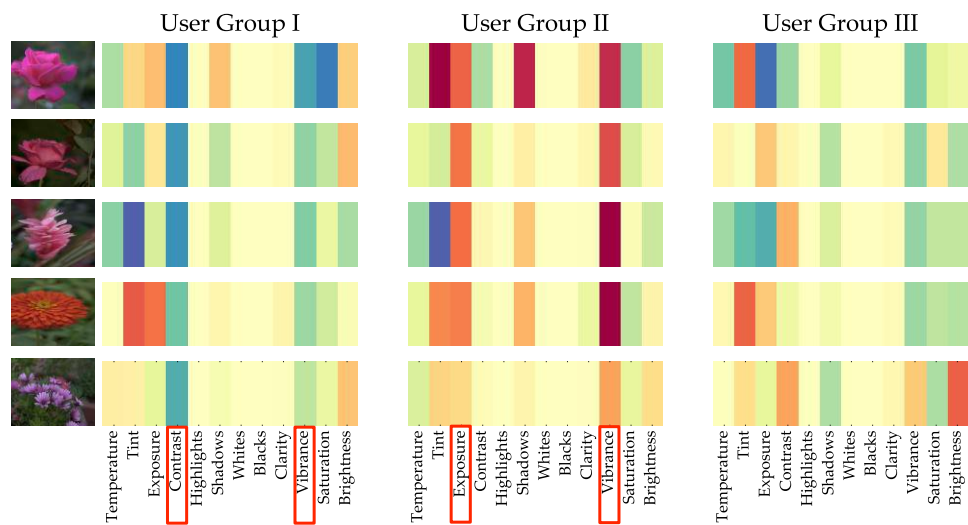 User Group I
User Group II
User Group III
Temperature
Tint
Exposure
Contrast
Highlights
Shadows
Whites
Blacks
Clarity
Vibrance
Saturation
Brightness
Temperature
Tint
Exposure
Contrast
Highlights
Shadows
Whites
Blacks
Clarity
Vibrance
Saturation
Brightness
Temperature
Tint
Exposure
Contrast
Highlights
Shadows
Whites
Blacks
Clarity
Vibrance
Saturation
Brightness